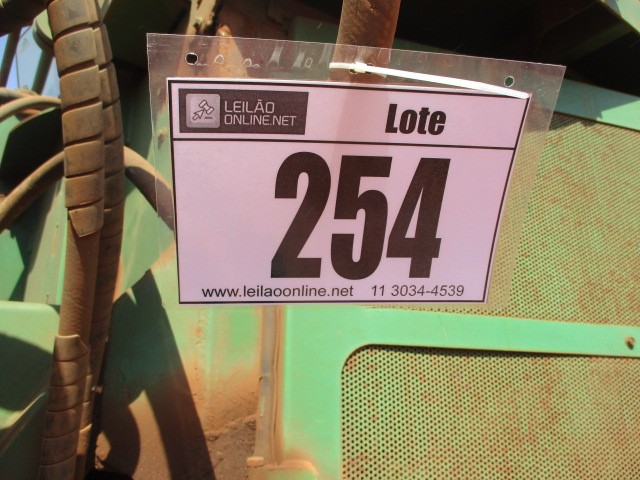 LEILÃO
ONLINE.NET
Lote
254
www.leilaoonline.net 11 3034-4539